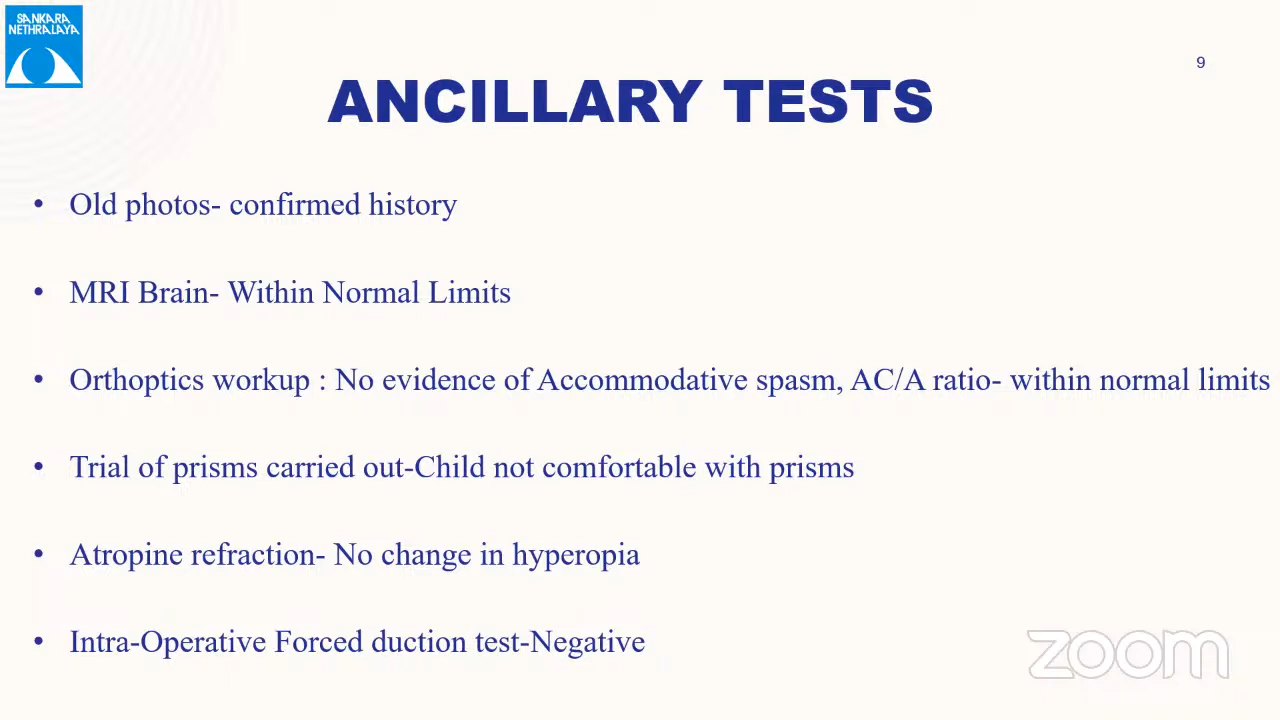 SANKARA
NETHRALAYA
9
ANCILLARY TESTS
• Old photos- confirmed history
• MRI Brain- Within Normal Limits
• Orthoptics workup : No evidence of Accommodative spasm, AC/A ratio- within normal limits
• Trial of prisms carried out-Child not comfortable with prisms
• Atropine refraction- No change in hyperopia
• Intra-Operative Forced duction test-Negative
zoom